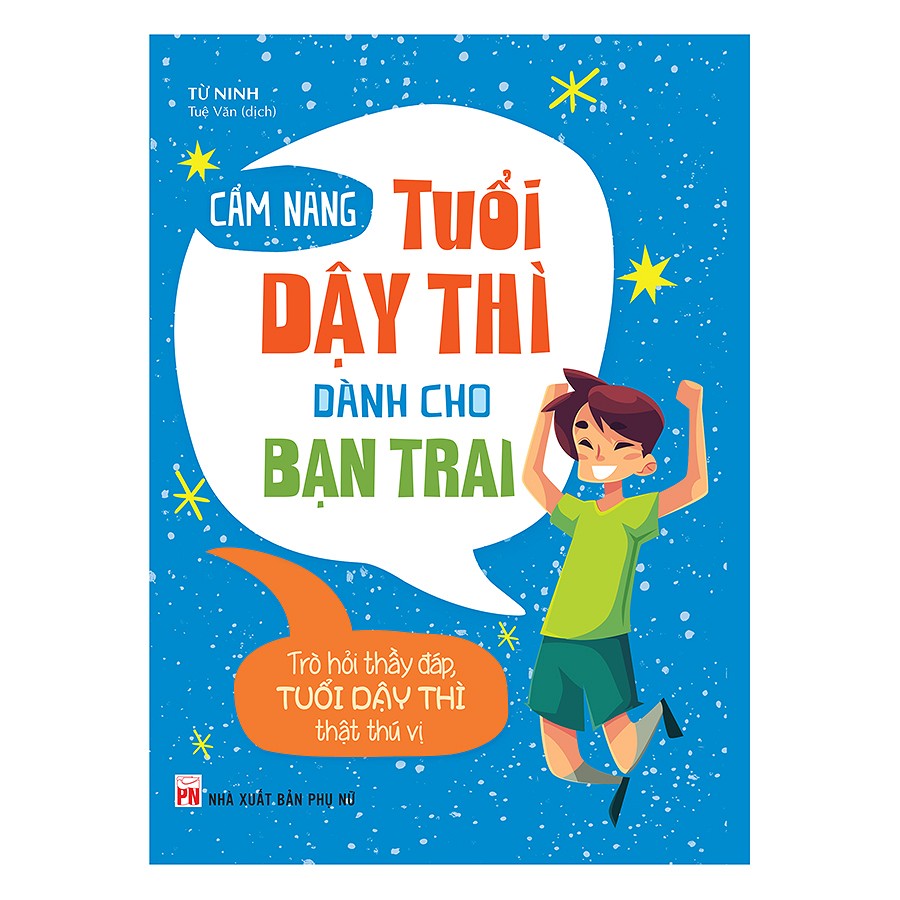 TỪ NINH
Tuệ Văn (dịch)
CẨM NANG
TUỔI
DẬY THÌ
DÀNH CHO
BẠN TRAI
Trò hỏi thầy đáp,
TUỔI DẬY THÌ
thật thú vị
PN
NHÀ XUẤT BẢN PHỤ NỮ